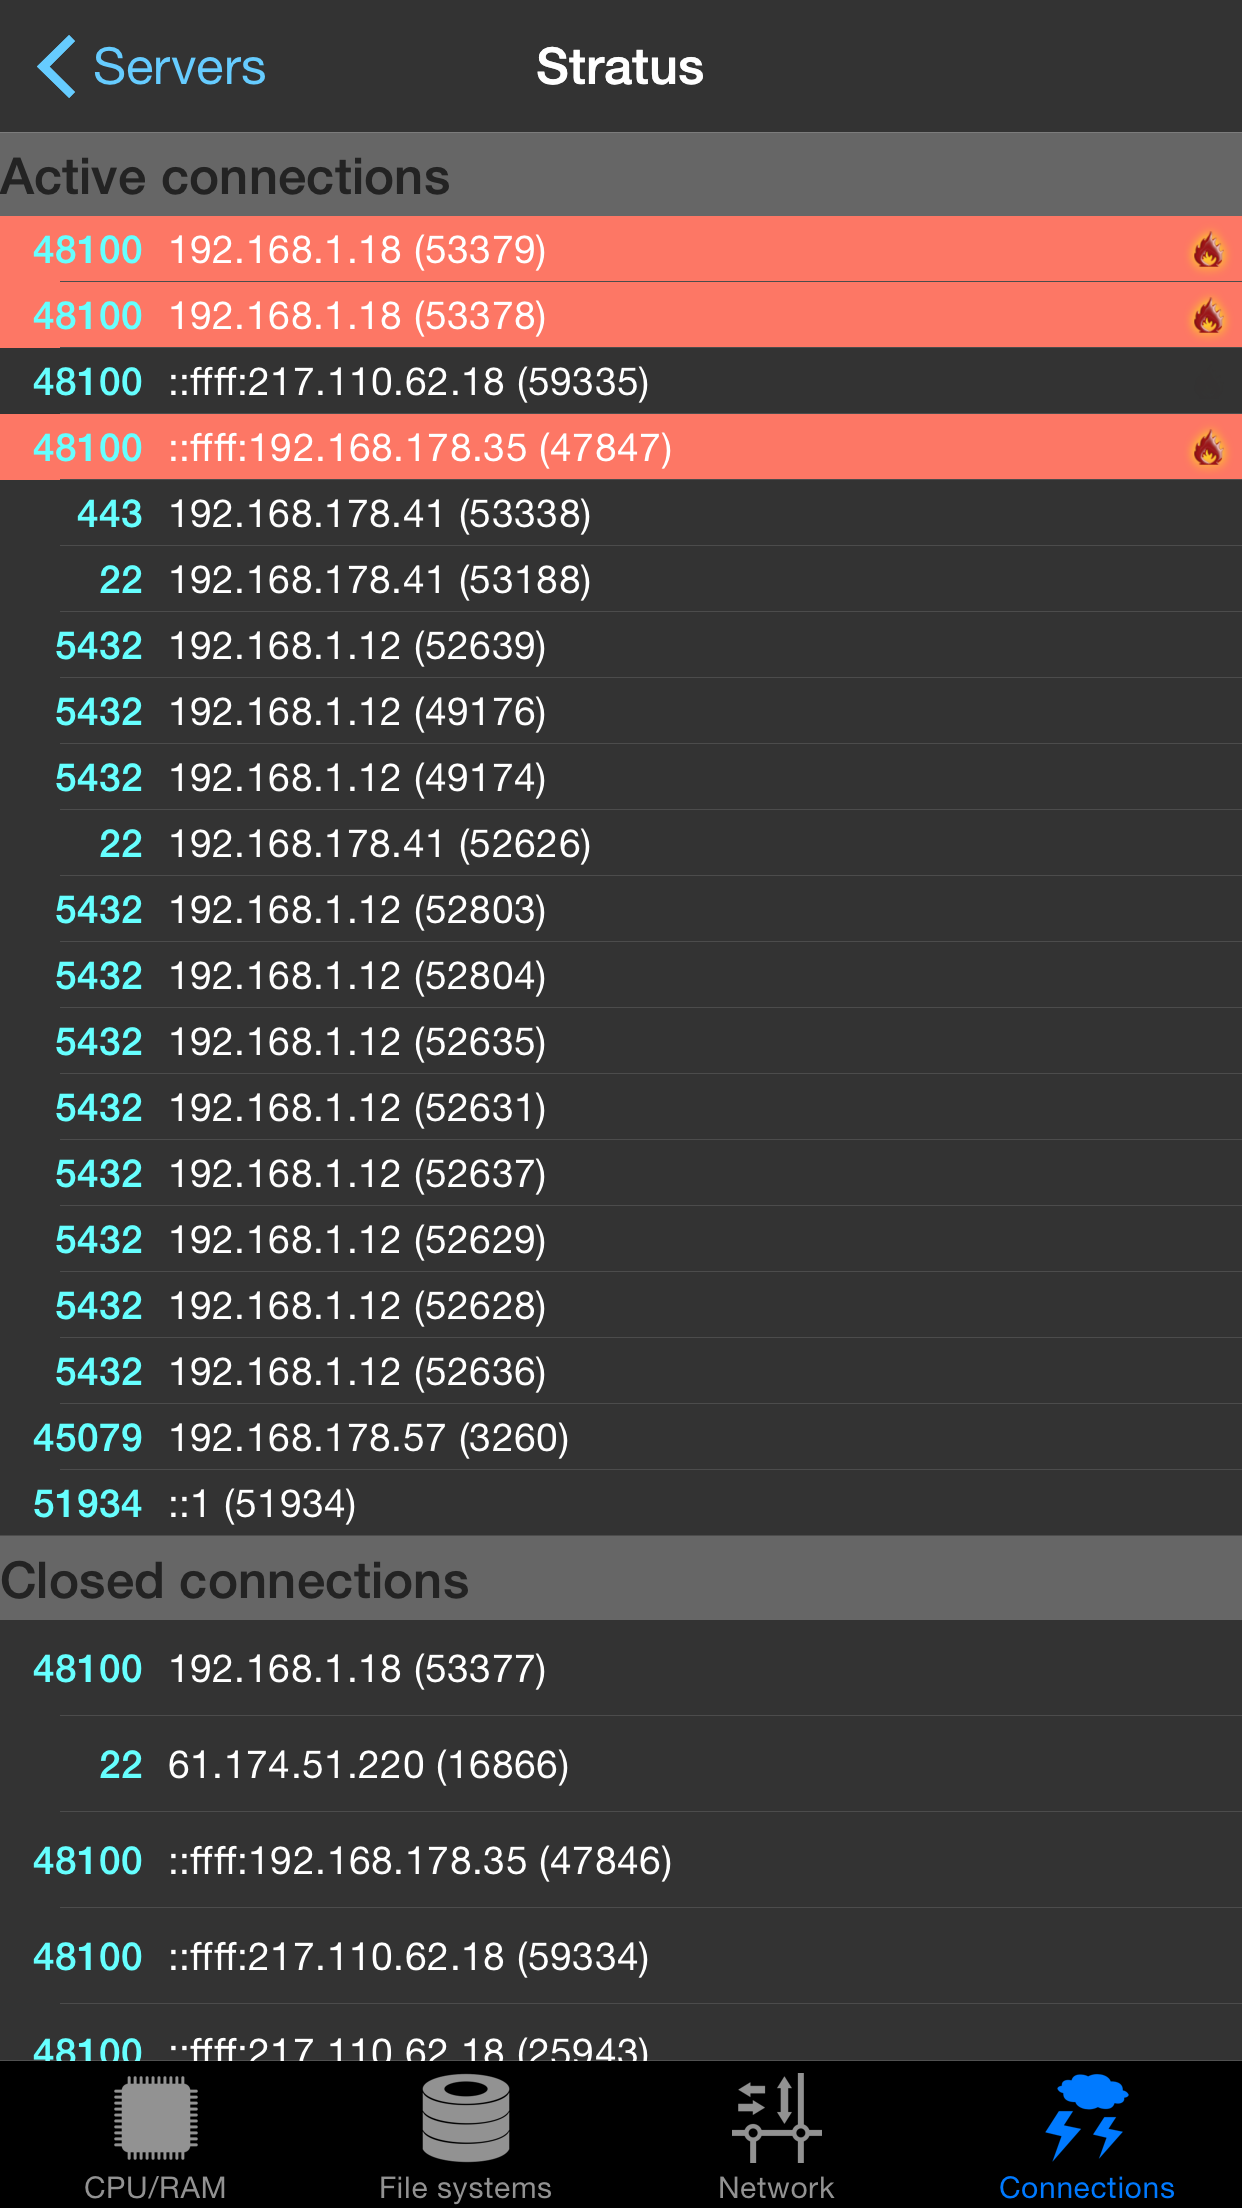 Servers
Stratus
Active connections
48100 192.168.1.18 (53379)
48100 192.168.1.18 (53378)
48100 ::ffff:217.110.62.18 (59335)
48100 ::ffff:192.168.178.35 (47847)
443 192.168.178.41 (53338)
22 192.168.178.41 (53188)
5432 192.168.1.12 (52639)
5432 192.168.1.12 (49176)
5432 192.168.1.12 (49174)
22 192.168.178.41 (52626)
5432 192.168.1.12 (52803)
5432 192.168.1.12 (52804)
5432 192.168.1.12 (52635)
5432 192.168.1.12 (52631)
5432 192.168.1.12 (52637)
5432 192.168.1.12 (52629)
5432 192.168.1.12 (52628)
5432 192.168.1.12 (52636)
45079 192.168.178.57 (3260)
51934 ::1 (51934)
Closed connections
48100 192.168.1.18 (53377)
22 61.174.51.220 (16866)
48100 ::ffff:192.168.178.35 (47846)
48100 ::ffff:217.110.62.18 (59334)
48100 ::ffff:217.110.62.18 (25943)
CPU/RAM
File systems
Network
Connections